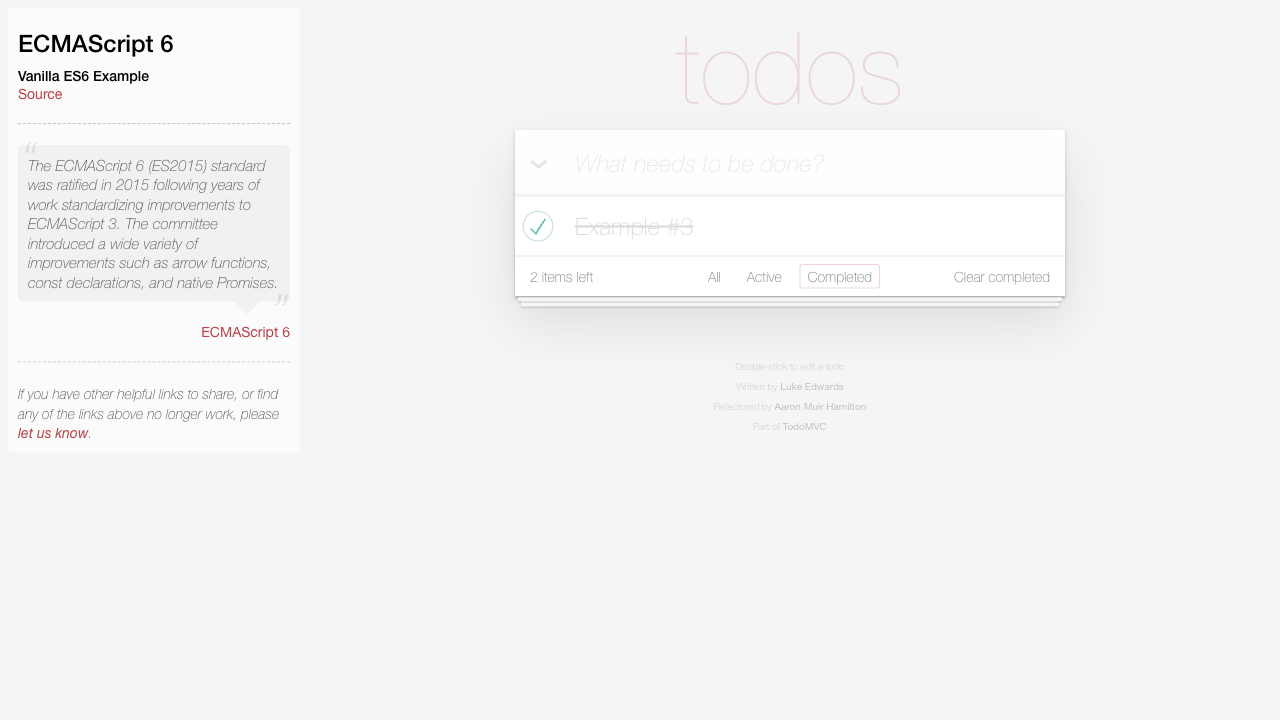 ECMAScript 6
Vanilla ES6 Example
Source
“
The ECMAScript 6 (ES2015) standard
was ratified in 2015 following years of
work standardizing improvements to
ECMAScript 3. The committee
introduced a wide variety of
improvements such as arrow functions,
const declarations, and native Promises.
”
ECMAScript 6
If you have other helpful links to share, or find
any of the links above no longer work, please
let us know.
todos
What needs to be done?
Example #3
2 items left All Active Completed Clear completed
Double-click to edit a todo
Written by Luke Edwards
Refactored by Aaron Muir Hamilton
Part of TodoMVC